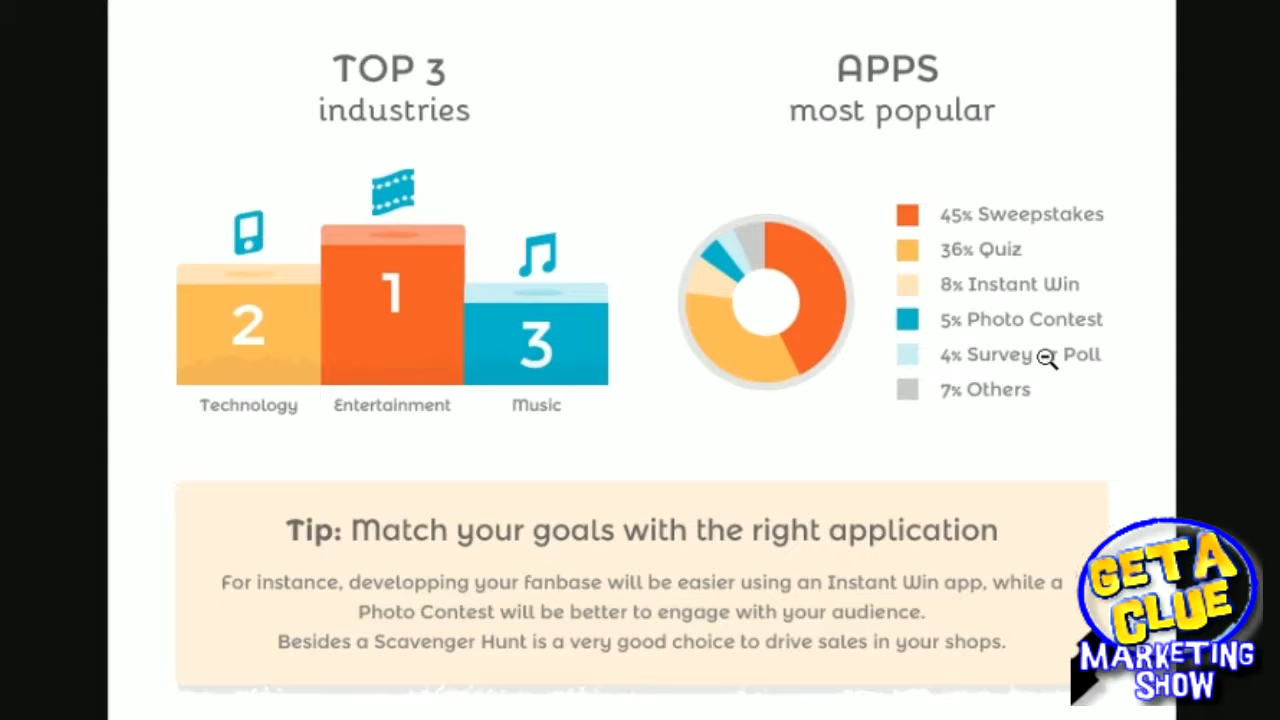 TOP 3
industries
2
1
3
Technology
Entertainment
Music
APPS
most popular
45% Sweepstakes
36% Quiz
8% Instant Win
5% Photo Contest
4% Survey Poll
7% Others
Tip: Match your goals with the right application
For instance, developping your fanbase will be easier using an Instant Win app, while a
Photo Contest will be better to engage with your audience.
Besides a Scavenger Hunt is a very good choice to drive sales in your shops.
GET A
CLUE
MARKETING
SHOW